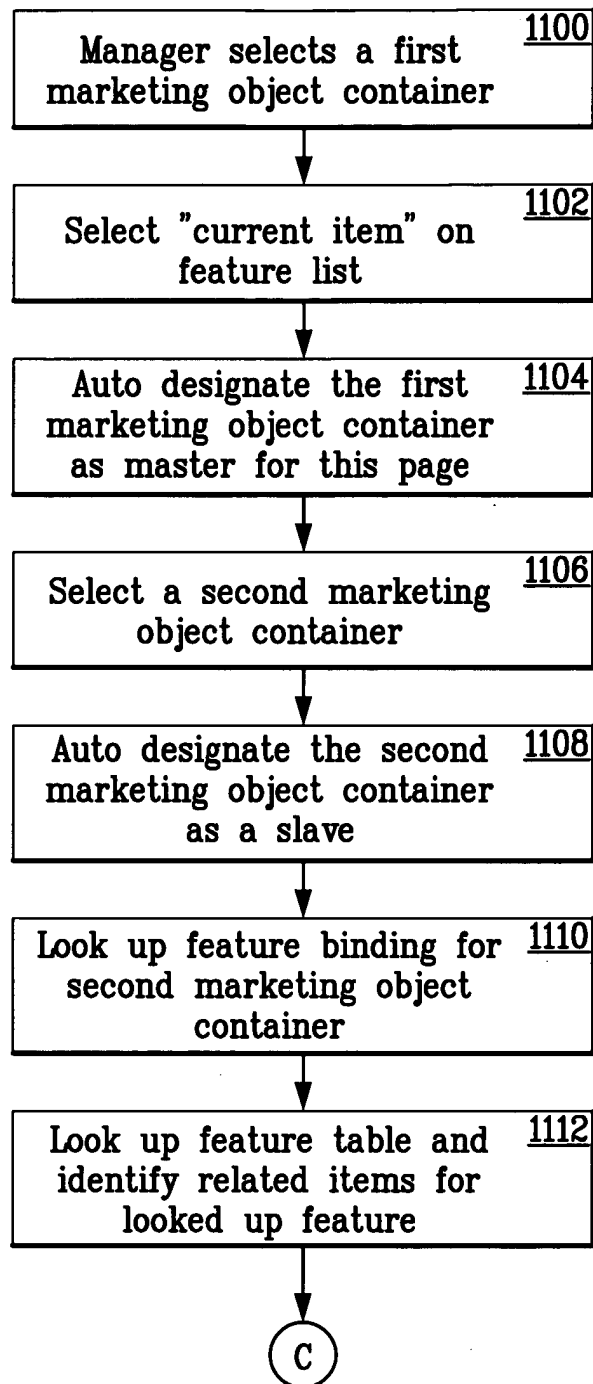 1100
Manager selects a first
marketing object container
1102
Select "current item" on
feature list
1104
Auto designate the first
marketing object container
as master for this page
1106
Select a second marketing
object container
1108
Auto designate the second
marketing object container
as a slave
1110
Look up feature binding for
second marketing object
container
1112
Look up feature table and
identify related items for
looked up feature
C